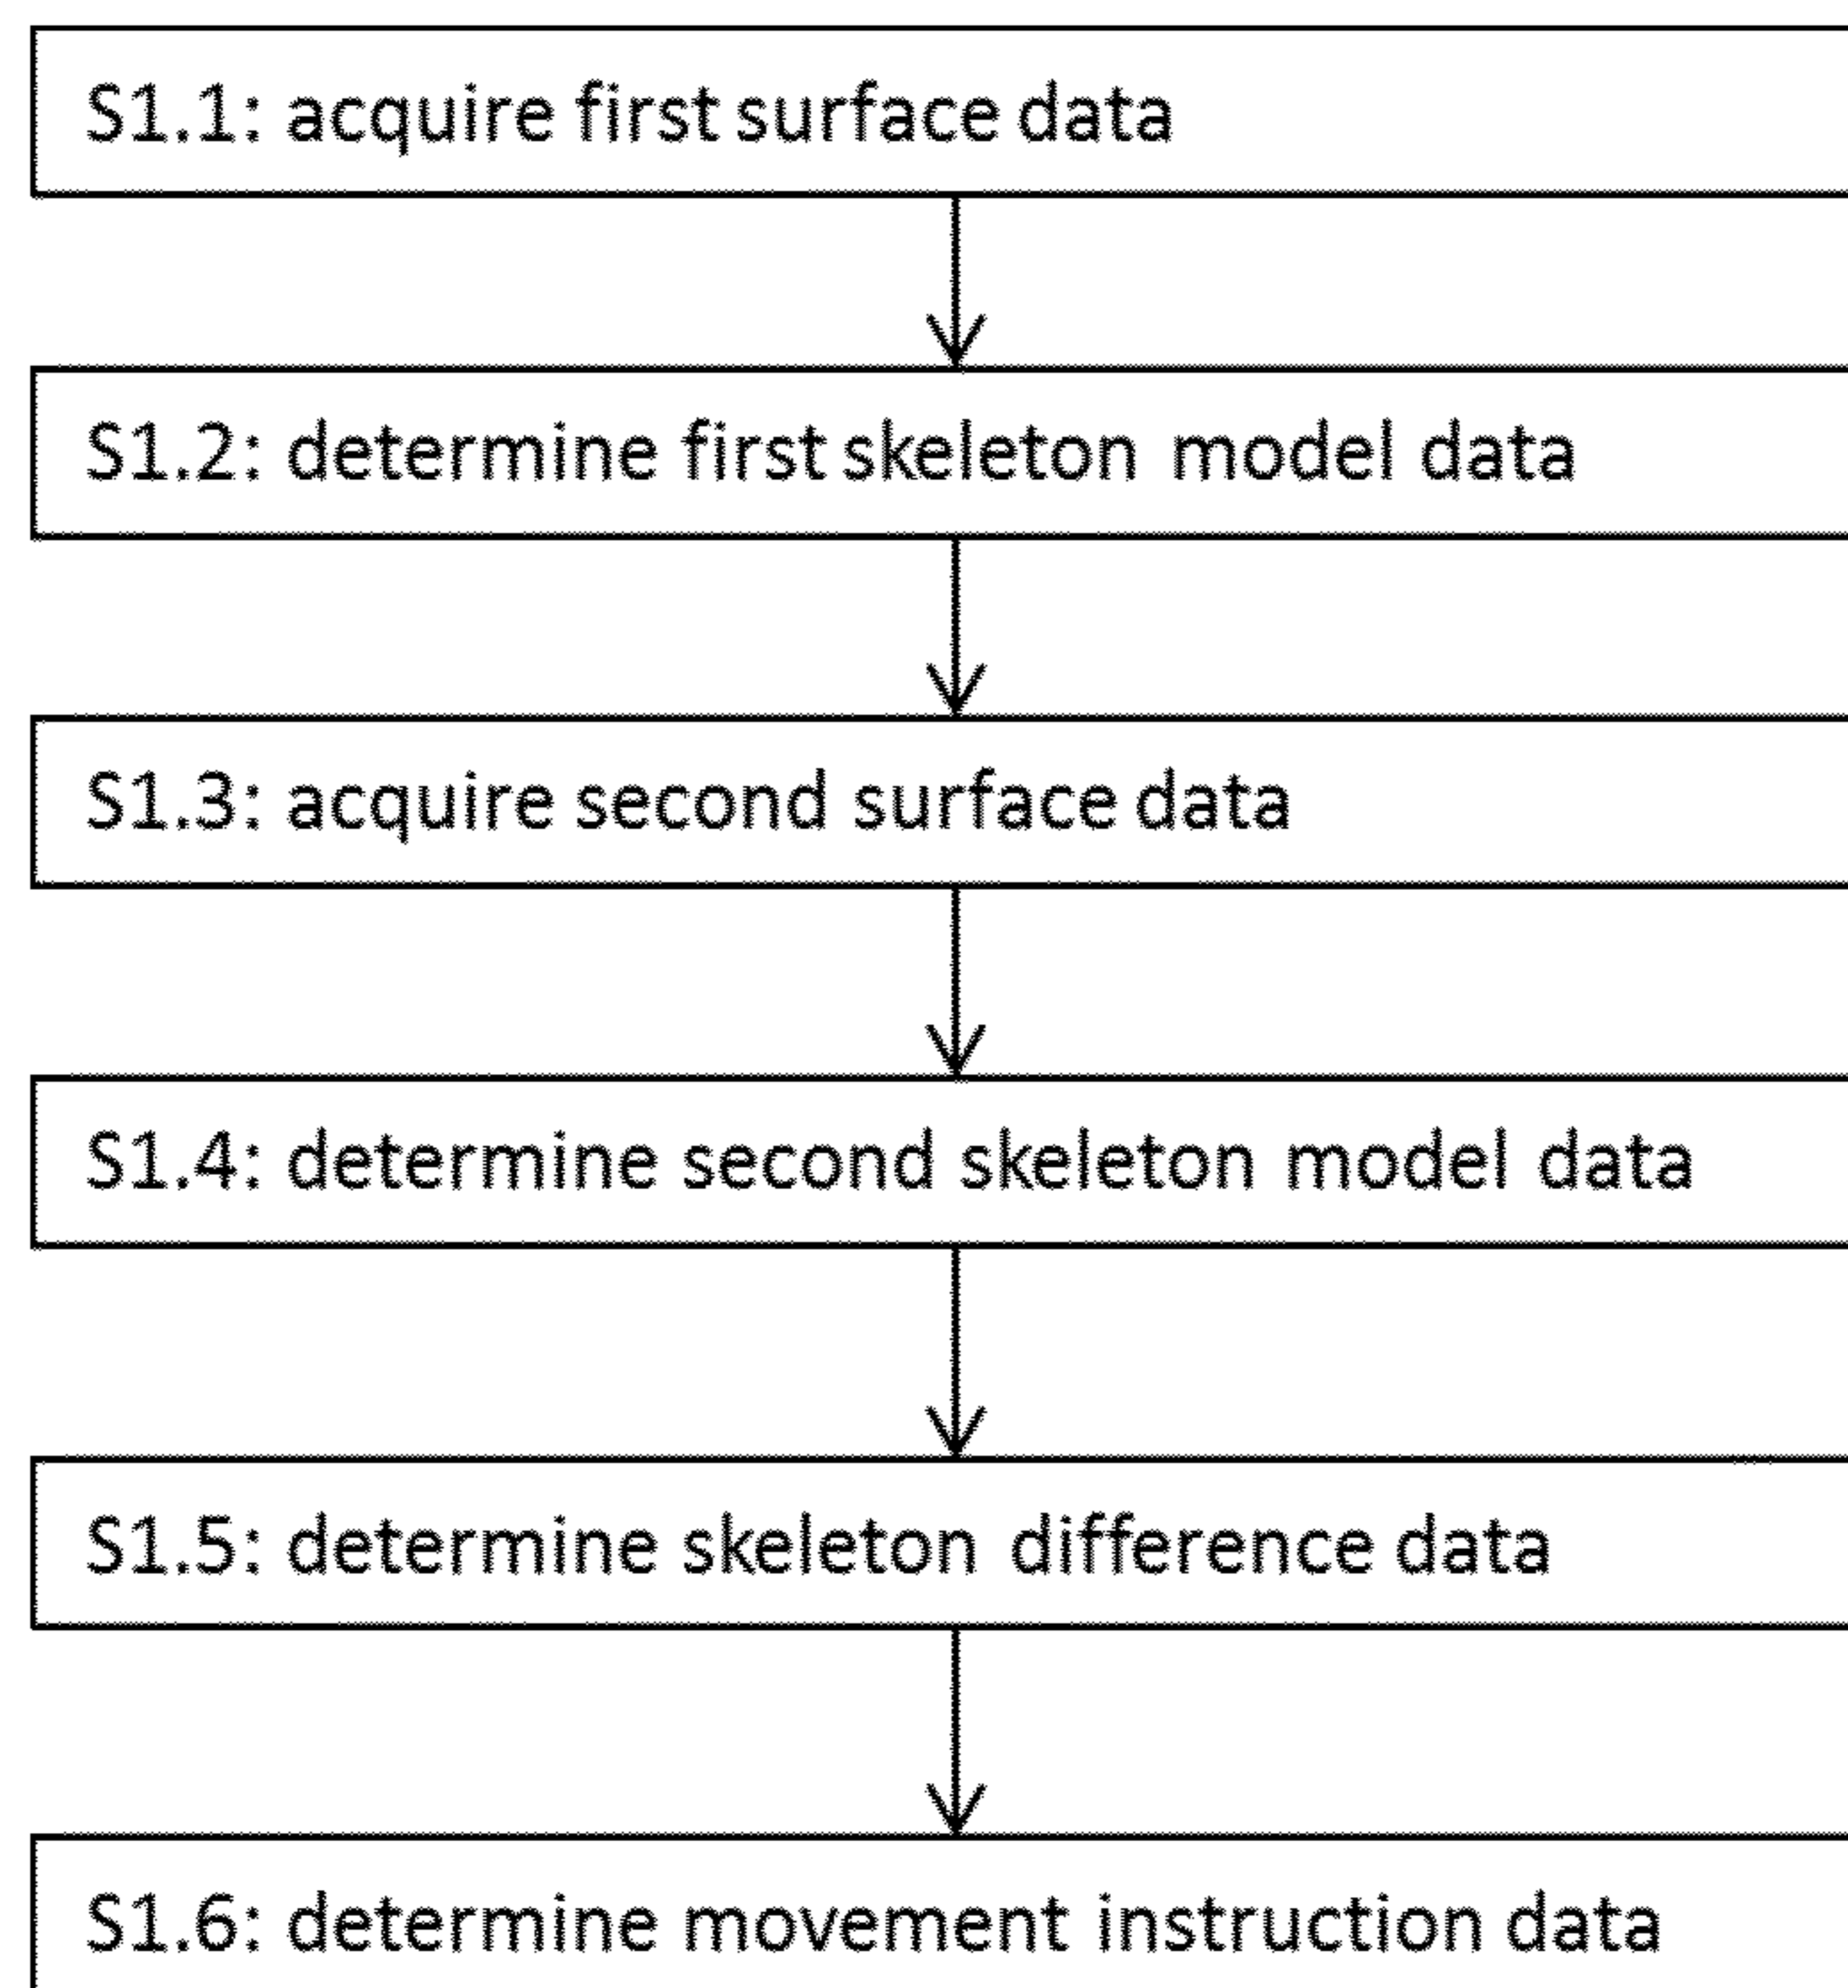 S1.1: acquire first surface data
S1.2: determine first skeleton model data
S1.3: acquire second surface data
S1.4: determine second skeleton model data
S1.5: determine skeleton difference data
S1.6: determine movement instruction data